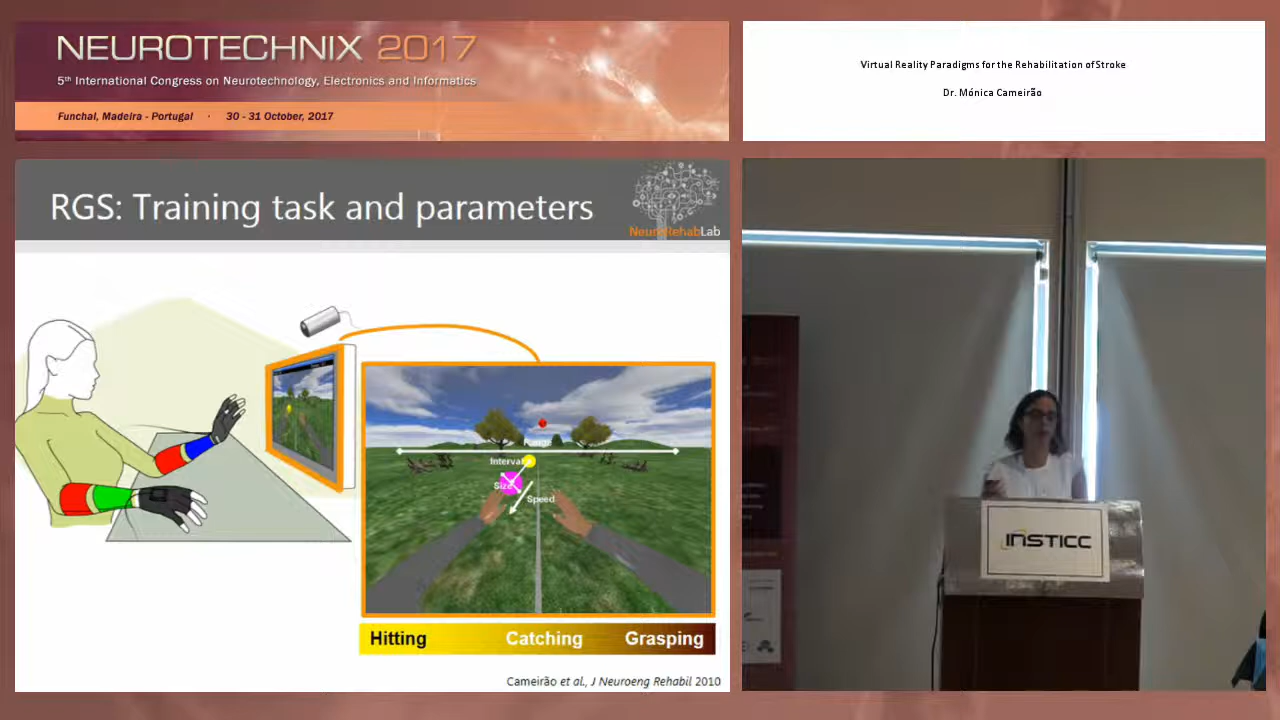 NEUROTECHNIX 2017
5th International Congress on Neurotechnology, Electronics and Informatics
Funchal, Madeira - Portugal · 30 - 31 October, 2017
Virtual Reality Paradigms for the Rehabilitation of Stroke
Dr. Mónica Cameirão
RGS: Training task and parameters
NeuroRehabLab
Range
Interval
Size
Speed
Hitting Catching Grasping
Cameirão et al., J Neuroeng Rehabil 2010
INSTICC